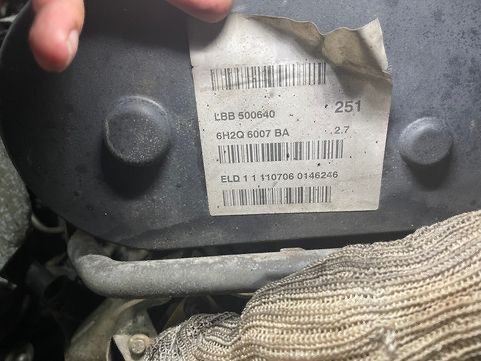 LBB 500640 251
6H2Q 6007 BA 2.7
ELD 1 1 110706 0146246